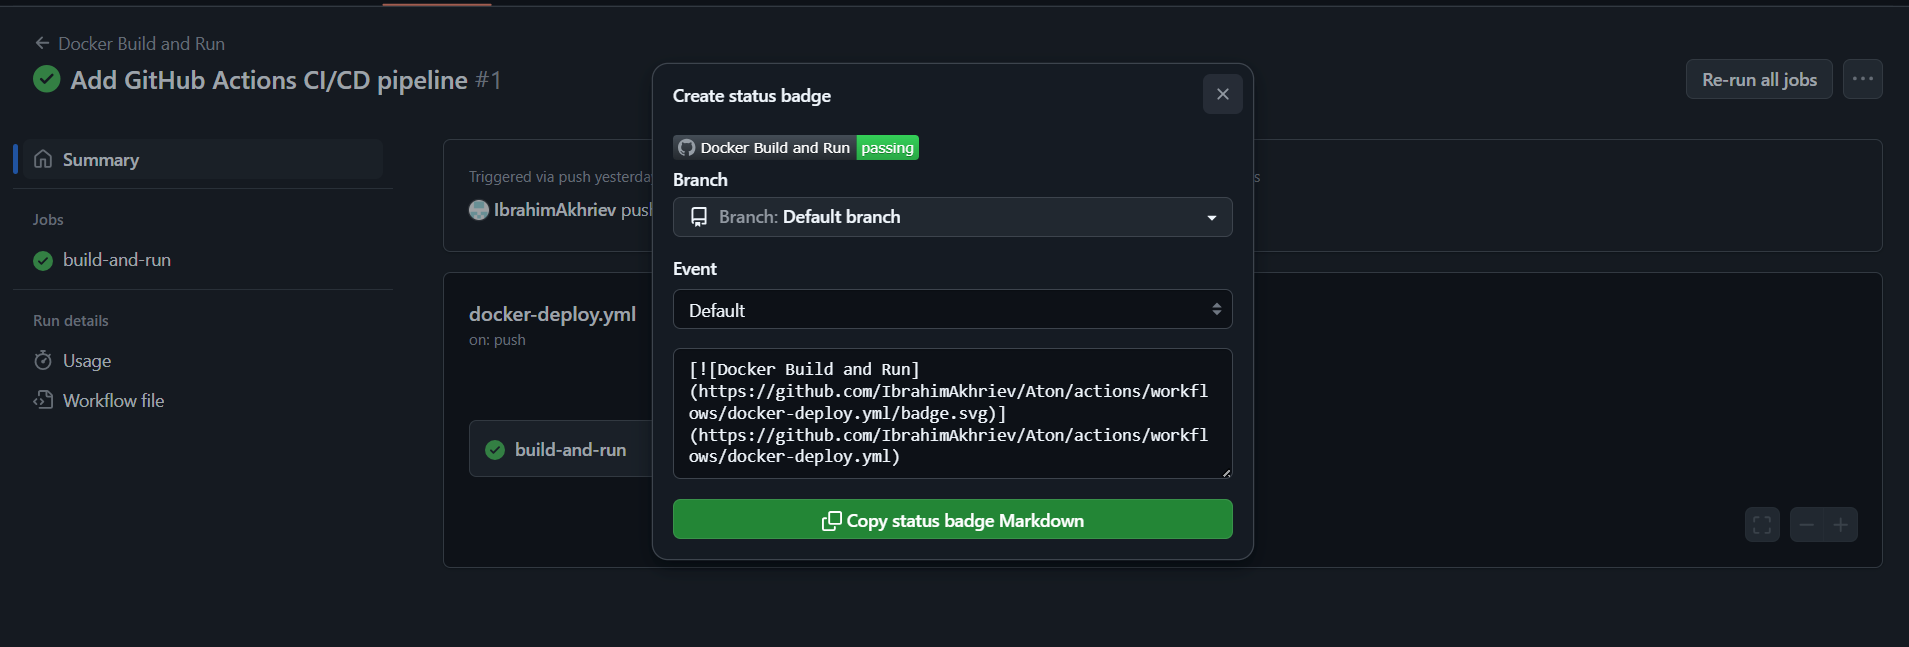 Docker Build and Run
Add GitHub Actions CI/CD pipeline #1
Re-run all jobs
Summary
Jobs
build-and-run
Run details
Usage
Workflow file
Triggered via push
IbrahimAkhriev
docker-deploy.yml
on: push
build-and-run
Create status badge
Docker Build and Run passing
Branch
Branch: Default branch
Event
Default
[![Docker Build and Run]
(https://github.com/IbrahimAkhriev/Aton/actions/workfl
ows/docker-deploy.yml/badge.svg)]
(https://github.com/IbrahimAkhriev/Aton/actions/workfl
ows/docker-deploy.yml)
Copy status badge Markdown